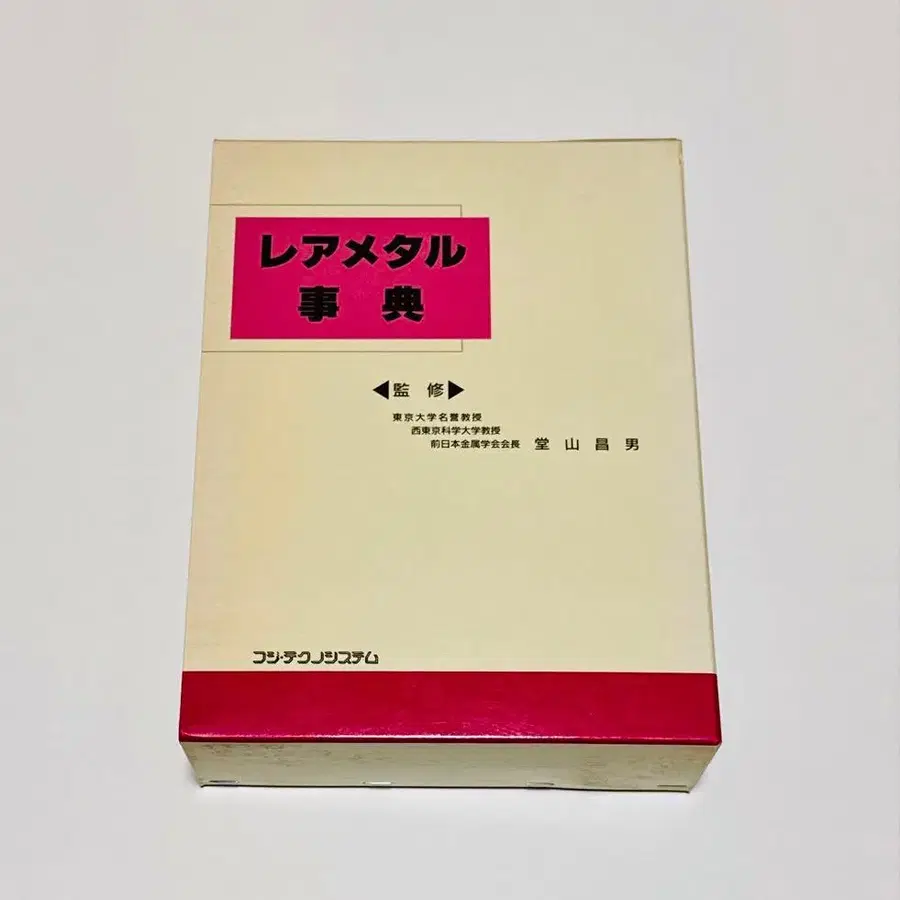 レアメタル
事典
◀監修▶
東京大学名誉教授
西東京科学大学教授
前日本金属学会会長 堂山昌男
フジ・テクノシステム